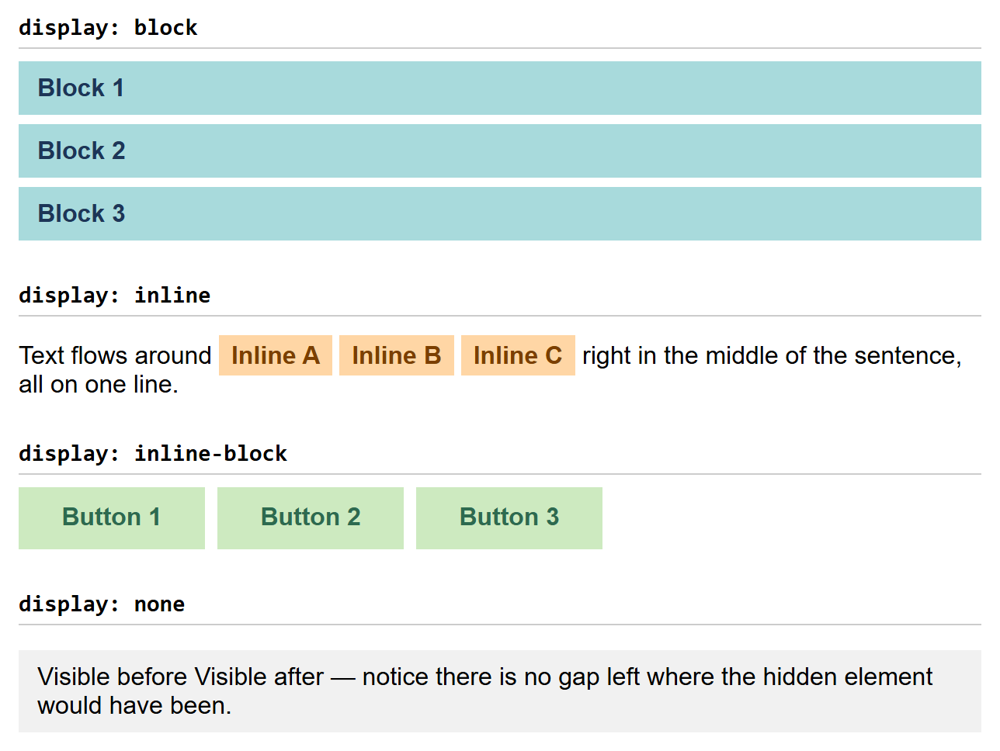 display: block
Block 1
Block 2
Block 3
display: inline
Text flows around Inline A Inline B Inline C right in the middle of the sentence,
all on one line.
display: inline-block
Button 1 Button 2 Button 3
display: none
Visible before Visible after — notice there is no gap left where the hidden element
would have been.